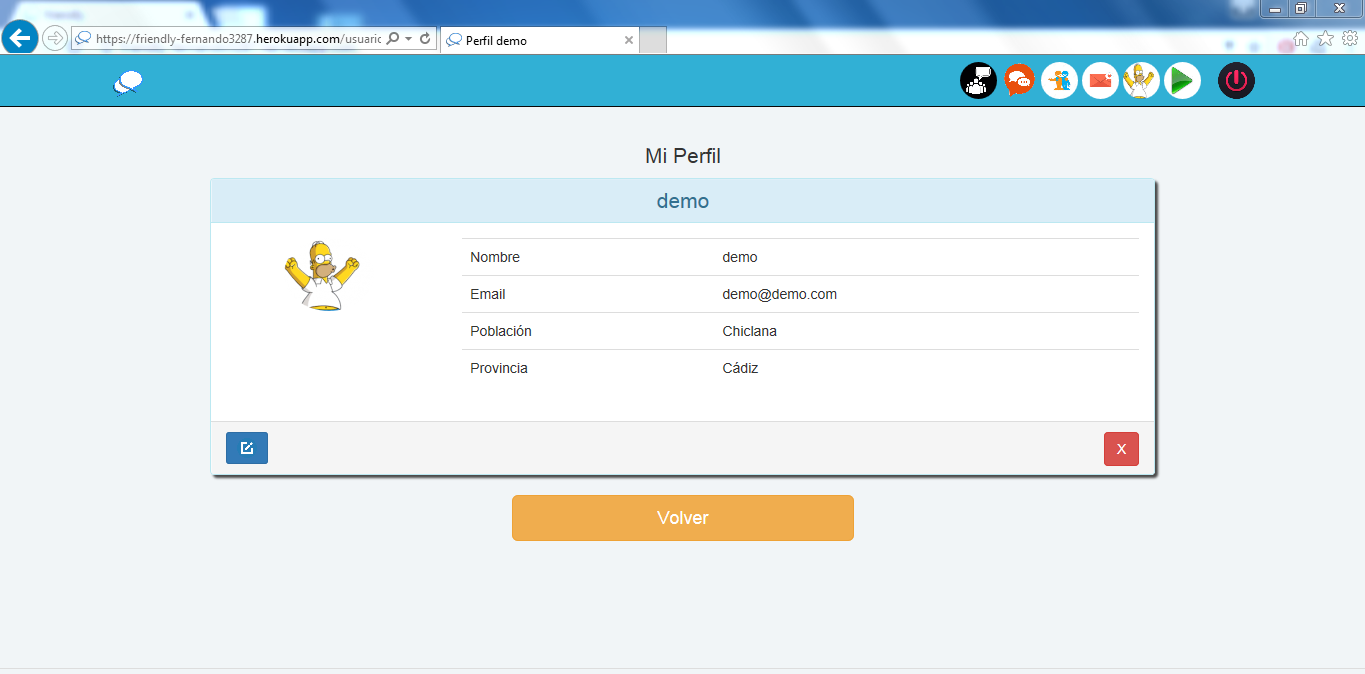 https://friendly-fernando3287.herokuapp.com/usuaric
Perfil demo
Mi Perfil
demo
Nombre demo
Email demo@demo.com
Población Chiclana
Provincia Cádiz
X
Volver